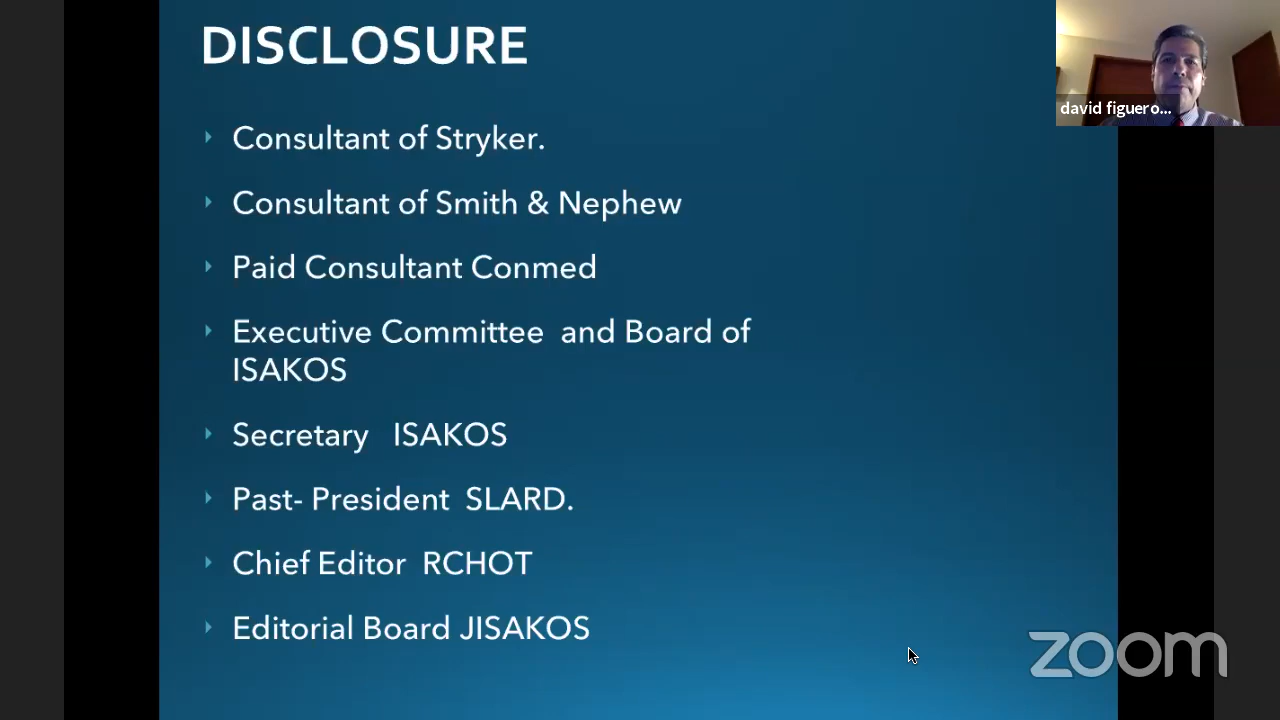 DISCLOSURE
david figuero...
Consultant of Stryker.
Consultant of Smith & Nephew
Paid Consultant Conmed
Executive Committee and Board of
ISAKOS
Secretary ISAKOS
Past- President SLARD.
Chief Editor RCHOT
Editorial Board JISAKOS
zoom